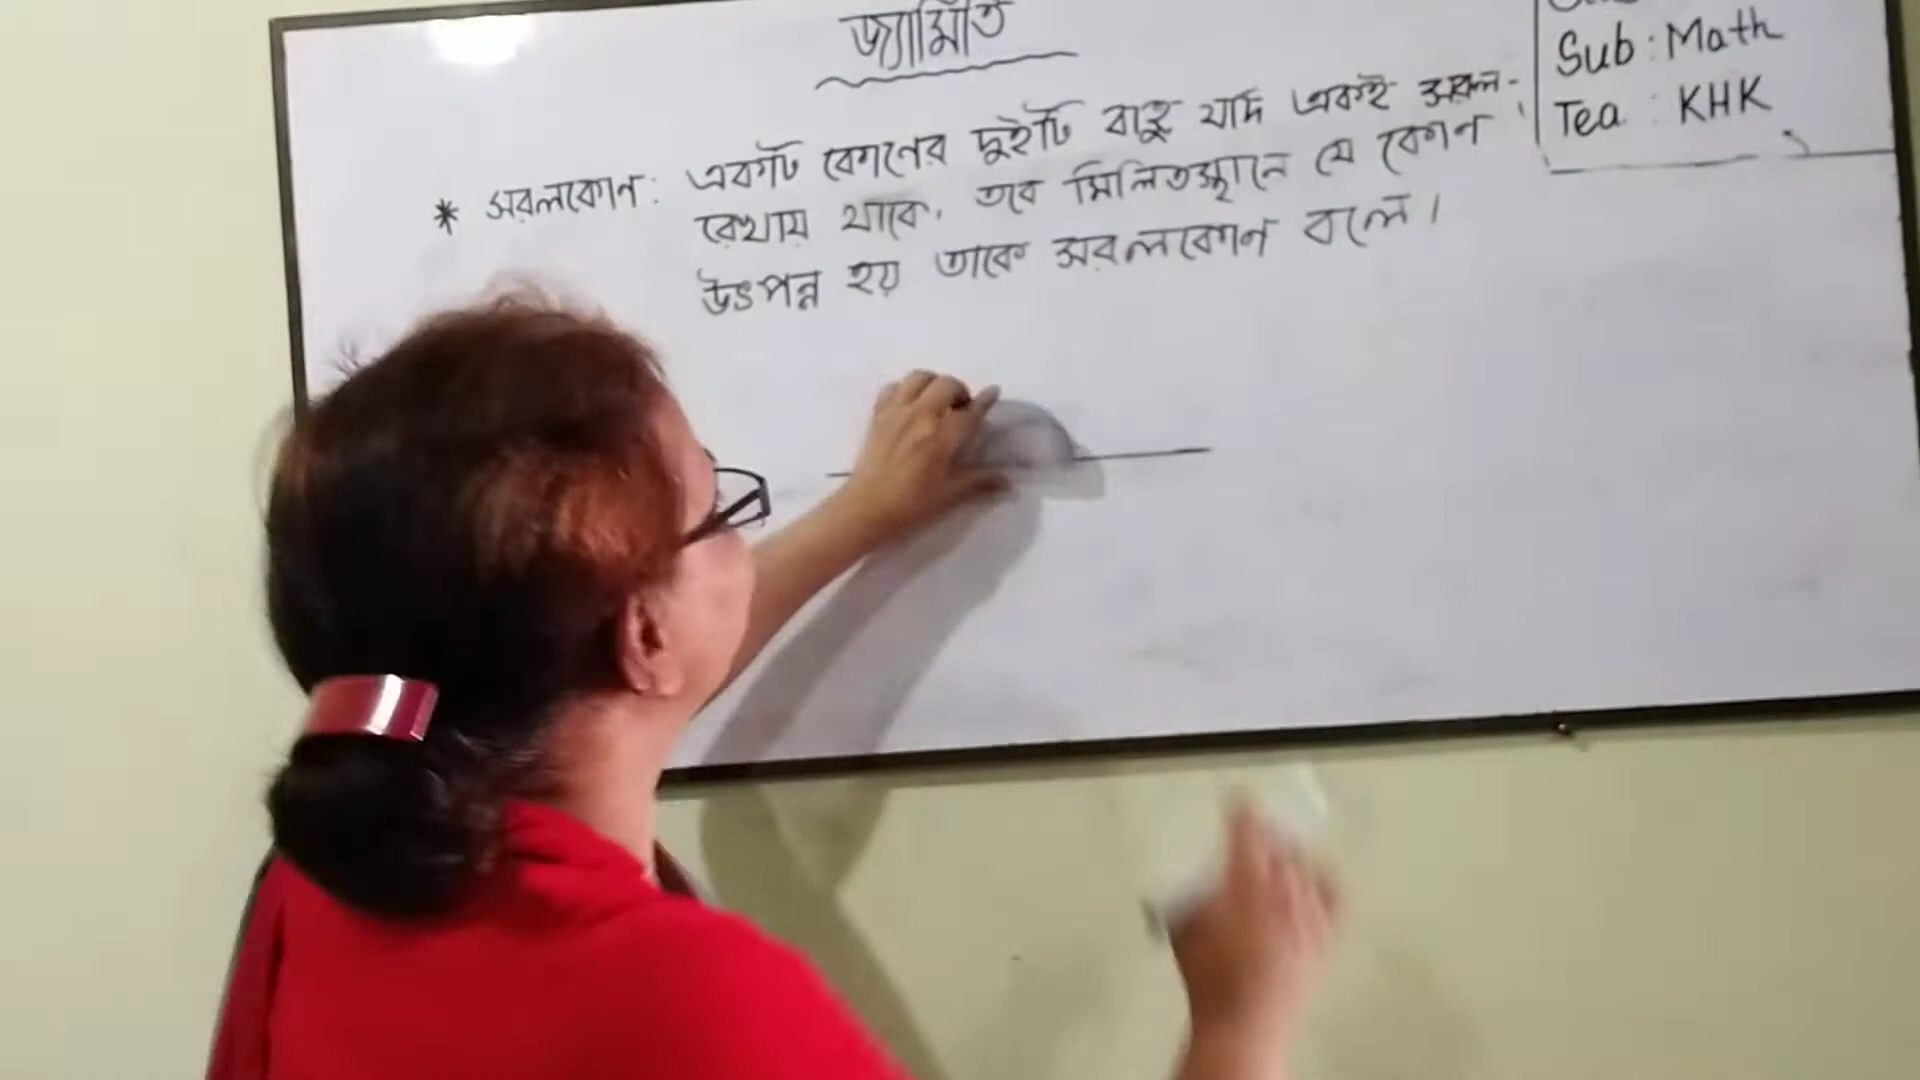 জ্যামিতি
Sub : Math
Tea : KHK
* সরলকোণ : একটি কোণের দুইটি বাহু যদি একই সরল-
রেখায় থাকে, তবে মিলিতস্থানে যে কোণ
উৎপন্ন হয় তাকে সরলকোণ বলে।